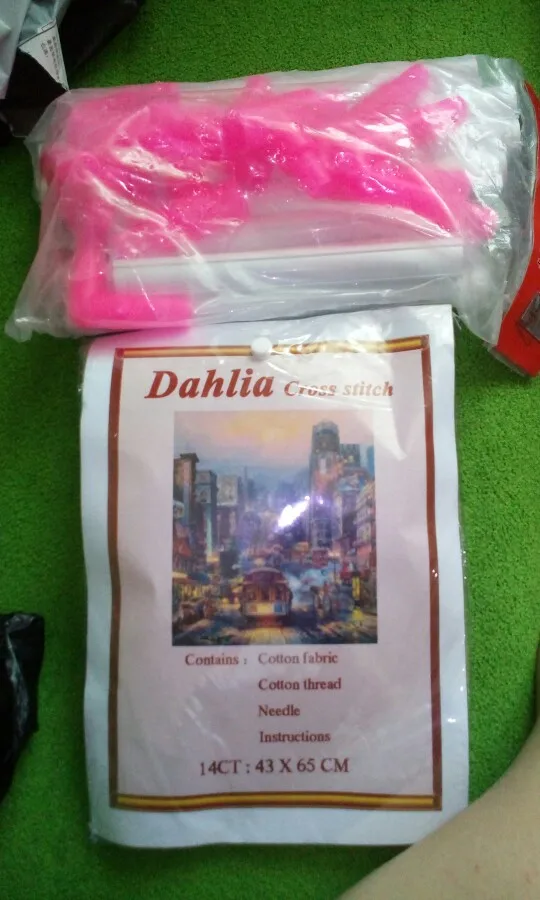 Dahlia Cross stitch
Contains : Cotton fabric
Cotton thread
Needle
Instructions
14CT : 43 X 65 CM